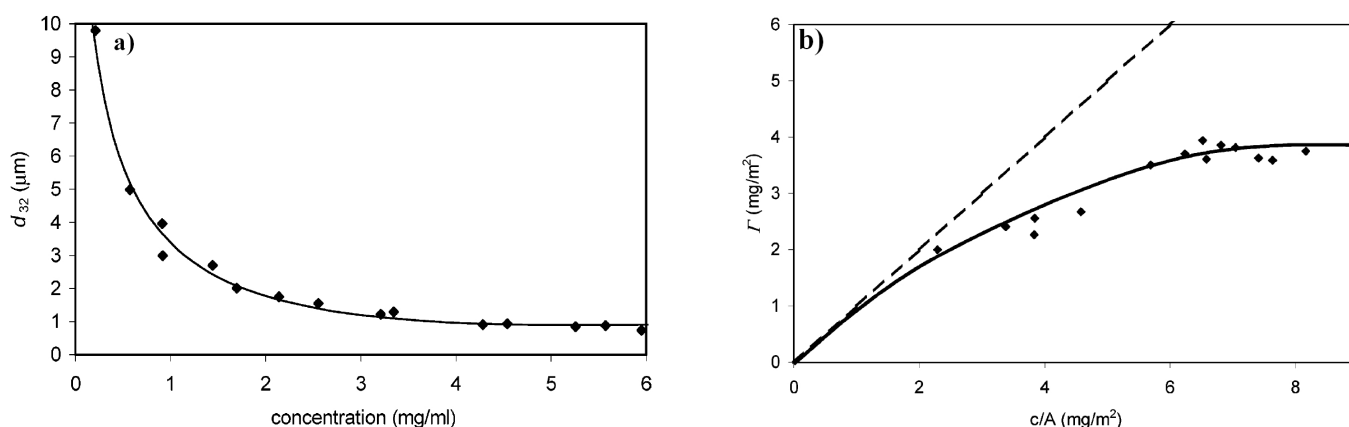 a)
10
9
8
7
6
5
4
3
2
1
0
d32 (μm)
0 1 2 3 4 5 6
concentration (mg/ml)
b)
6
5
4
3
2
1
0
Γ (mg/m²)
0 2 4 6 8
c/A (mg/m²)